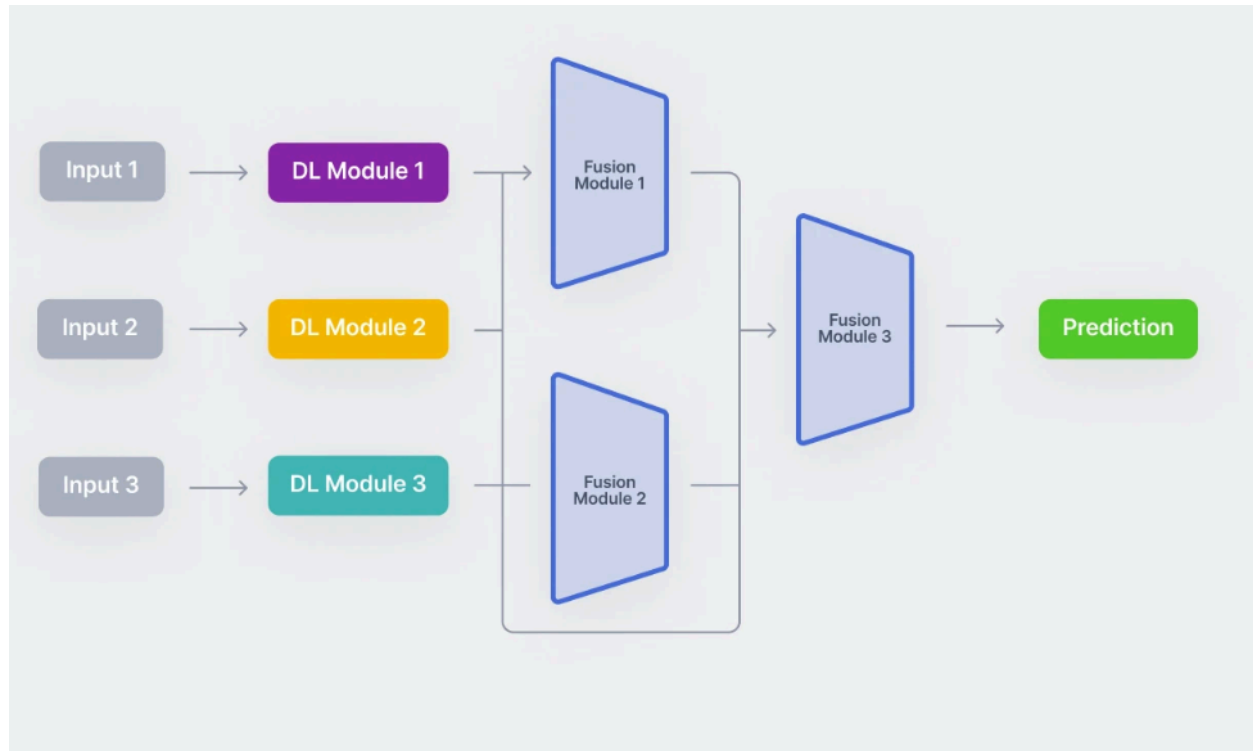 Input 1
DL Module 1
Fusion
Module 1
Input 2
DL Module 2
Fusion
Module 3
Prediction
Input 3
DL Module 3
Fusion
Module 2